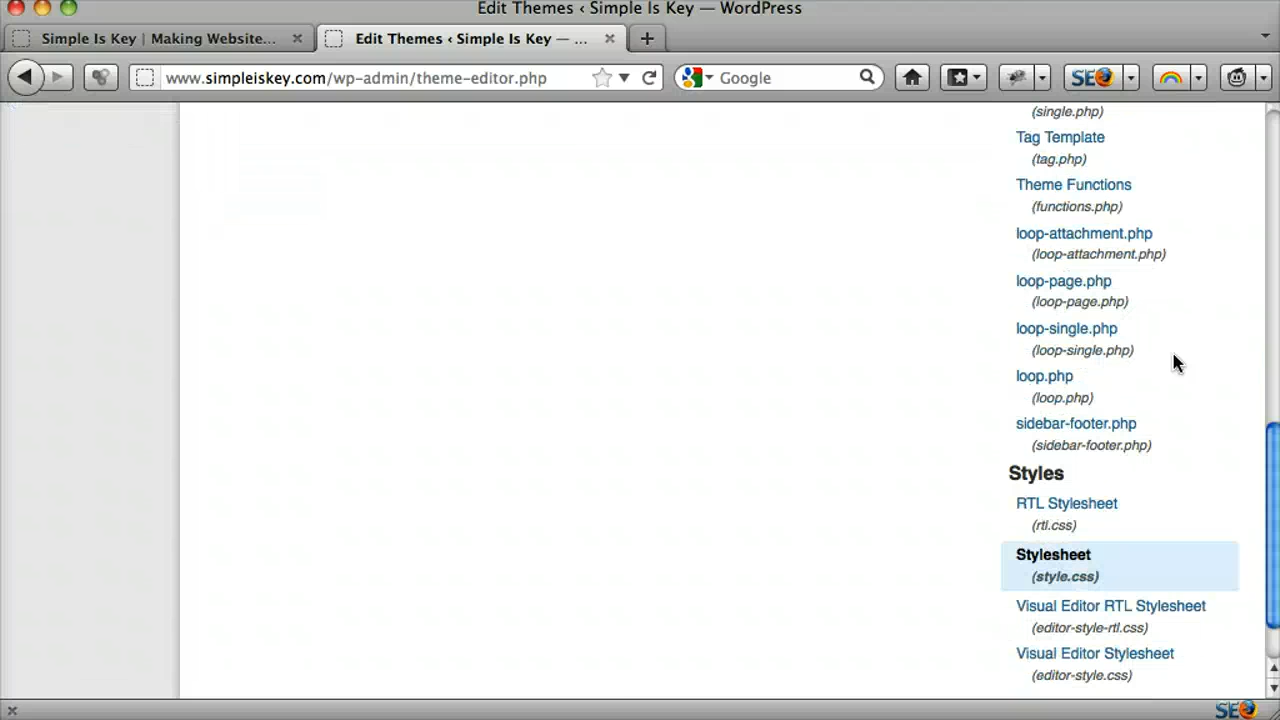 Edit Themes ‹ Simple Is Key — WordPress
Simple Is Key | Making Website...
Edit Themes ‹ Simple Is Key — ...
www.simpleiskey.com/wp-admin/theme-editor.php
Google
SEO
(single.php)
Tag Template
(tag.php)
Theme Functions
(functions.php)
loop-attachment.php
(loop-attachment.php)
loop-page.php
(loop-page.php)
loop-single.php
(loop-single.php)
loop.php
(loop.php)
sidebar-footer.php
(sidebar-footer.php)
Styles
RTL Stylesheet
(rtl.css)
Stylesheet
(style.css)
Visual Editor RTL Stylesheet
(editor-style-rtl.css)
Visual Editor Stylesheet
(editor-style.css)
SEO